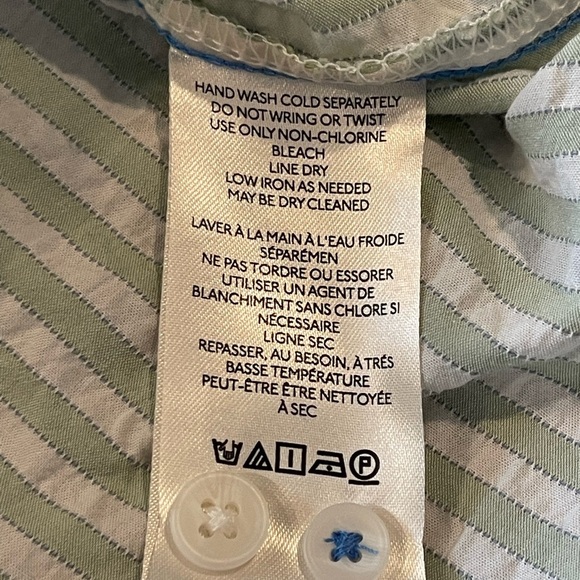 HAND WASH COLD SEPARATELY
DO NOT WRING OR TWIST
USE ONLY NON-CHLORINE
BLEACH
LINE DRY
LOW IRON AS NEEDED
MAY BE DRY CLEANED
LAVER À LA MAIN À L'EAU FROIDE
SÉPARÉMEN
NE PAS TORDRE OU ESSORER
UTILISER UN AGENT DE
BLANCHIMENT SANS CHLORE SI
NÉCESSAIRE
LIGNE SEC
REPASSER, AU BESOIN, À TRÉS
BASSE TEMPÉRATURE
PEUT-ÊTRE ÊTRE NETTOYÉE
À SEC
P